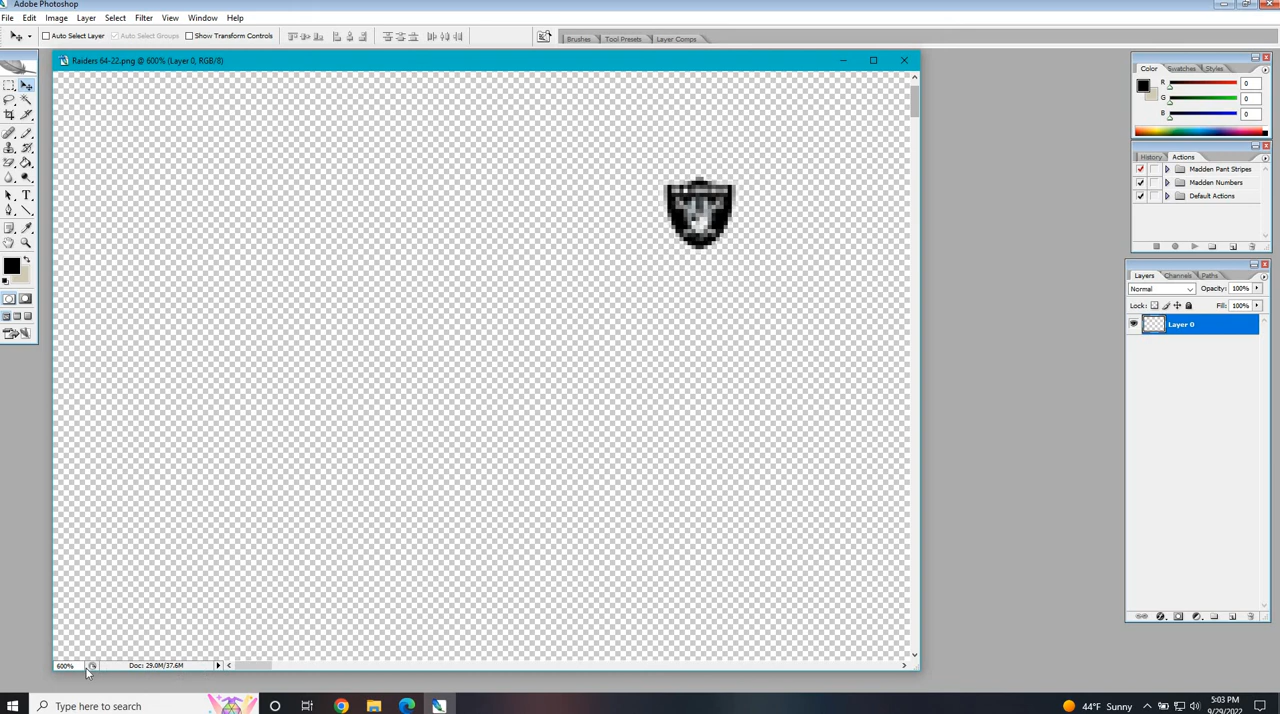 Adobe Photoshop
File Edit Image Layer Select Filter View Window Help
Auto Select Layer Auto Select Groups Show Transform Controls Brushes Tool Presets Layer Comps
Raiders 64-22.png @ 600% (Layer 0, RGB/8)
Color Swatches Styles
R 0
G 0
B 0
History Actions
Madden Pant Stripes
Madden Numbers
Default Actions
Layers Channels Paths
Normal Opacity: 100%
Lock: Fill: 100%
Layer 0
600% Doc: 29.0M/37.6M
Type here to search 44°F Sunny 5:03 PM
9/29/2022